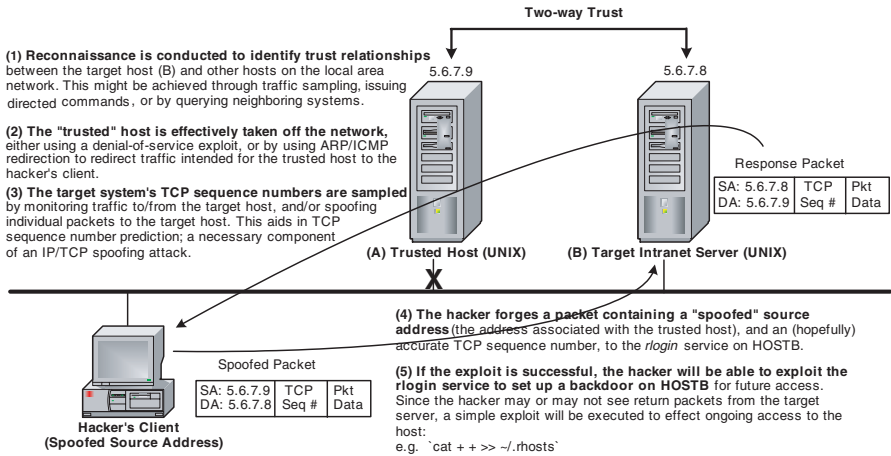 Two-way Trust
(1) Reconnaissance is conducted to identify trust relationships
between the target host (B) and other hosts on the local area
network. This might be achieved through traffic sampling, issuing
directed commands, or by querying neighboring systems.
5.6.7.9
5.6.7.8
(2) The "trusted" host is effectively taken off the network,
either using a denial-of-service exploit, or by using ARP/ICMP
redirection to redirect traffic intended for the trusted host to the
hacker's client.
(3) The target system's TCP sequence numbers are sampled
by monitoring traffic to/from the target host, and/or spoofing
individual packets to the target host. This aids in TCP
sequence number prediction; a necessary component
of an IP/TCP spoofing attack.
Response Packet
SA: 5.6.7.8 TCP Pkt
DA: 5.6.7.9 Seq # Data
(A) Trusted Host (UNIX)
(B) Target Intranet Server (UNIX)
X
(4) The hacker forges a packet containing a "spoofed" source
address (the address associated with the trusted host), and an (hopefully)
accurate TCP sequence number, to the rlogin service on HOSTB.
Spoofed Packet
SA: 5.6.7.9 TCP Pkt
DA: 5.6.7.8 Seq # Data
Hacker's Client
(Spoofed Source Address)
(5) If the exploit is successful, the hacker will be able to exploit the
rlogin service to set up a backdoor on HOSTB for future access.
Since the hacker may or may not see return packets from the target
server, a simple exploit will be executed to effect ongoing access to the
host:
e.g. `cat + + >> ~/.rhosts`